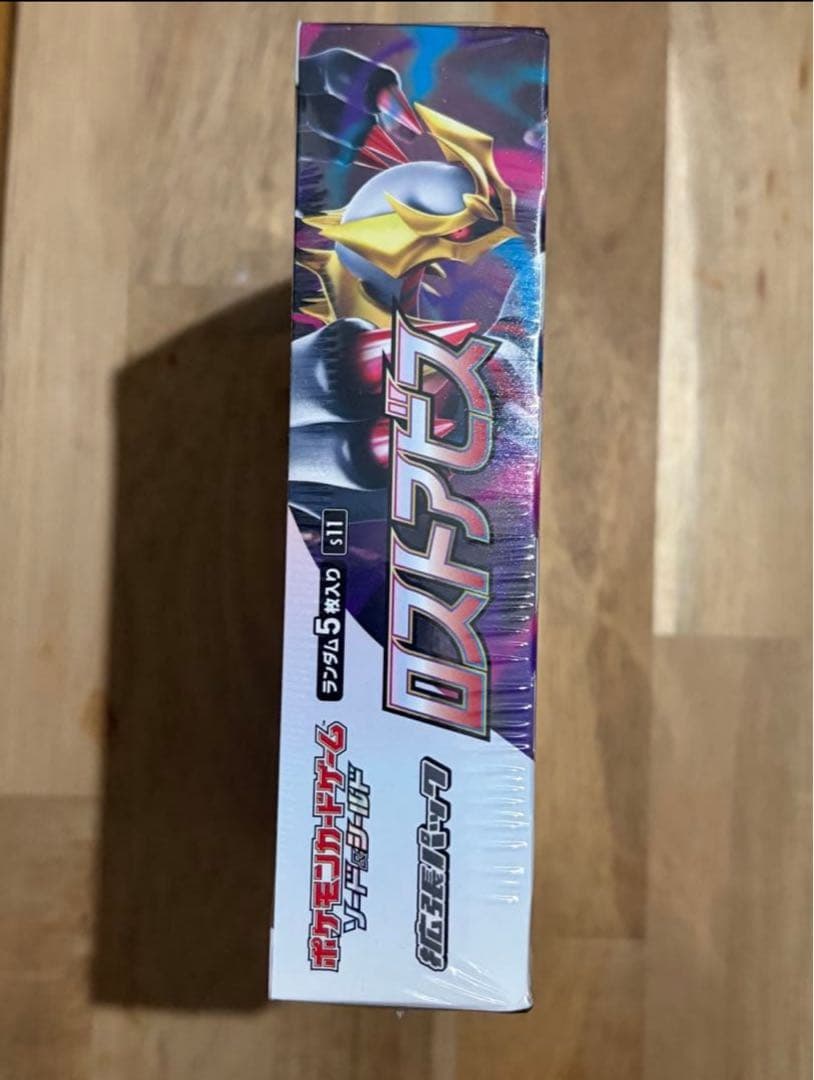 ポケモンカードゲーム
ソード&シールド
ランダム5枚入り
S11
拡張パック
ロストアビス